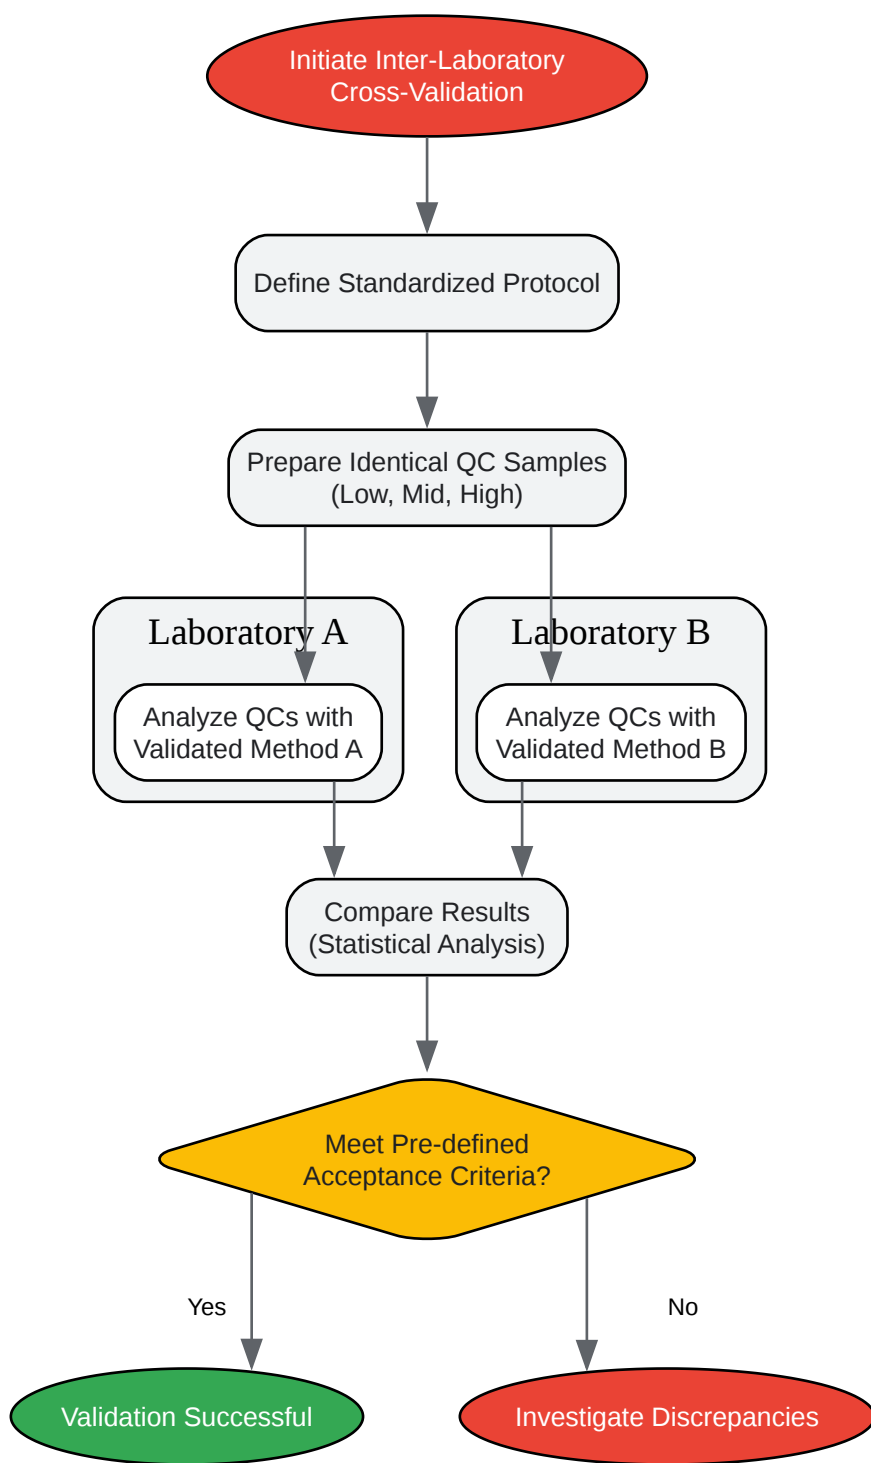 Initiate Inter-Laboratory
Cross-Validation
Define Standardized Protocol
Prepare Identical QC Samples
(Low, Mid, High)
Laboratory A
Analyze QCs with
Validated Method A
Laboratory B
Analyze QCs with
Validated Method B
Compare Results
(Statistical Analysis)
Meet Pre-defined
Acceptance Criteria?
Yes
No
Validation Successful
Investigate Discrepancies